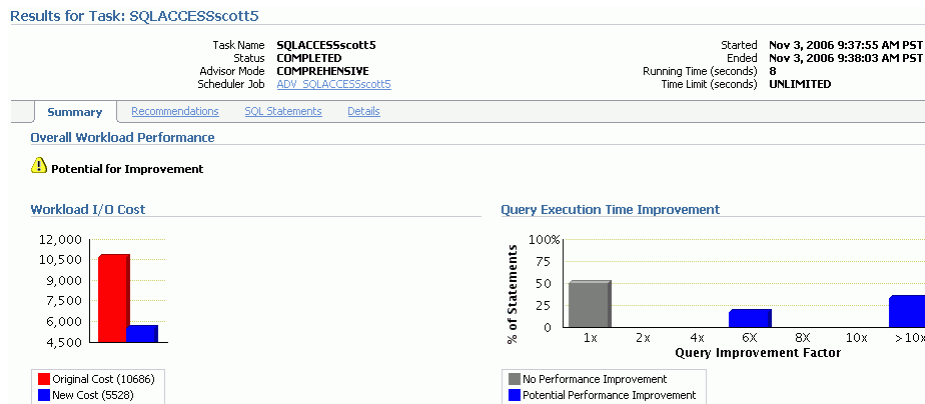 Results for Task: SQLACCESSscott5
Task Name SQLACCESSscott5
Status COMPLETED
Advisor Mode COMPREHENSIVE
Scheduler Job ADV_SQLACCESSscott5
Started Nov 3, 2006 9:37:55 AM PST
Ended Nov 3, 2006 9:38:03 AM PST
Running Time (seconds) 8
Time Limit (seconds) UNLIMITED
Summary Recommendations SQL Statements Details
Overall Workload Performance
Potential for Improvement
Workload I/O Cost
12,000
10,500
9,000
7,500
6,000
4,500
Original Cost (10686)
New Cost (5528)
Query Execution Time Improvement
% of Statements
100%
75
50
25
0
1x 2x 4x 6x 8x 10x >10x
Query Improvement Factor
No Performance Improvement
Potential Performance Improvement